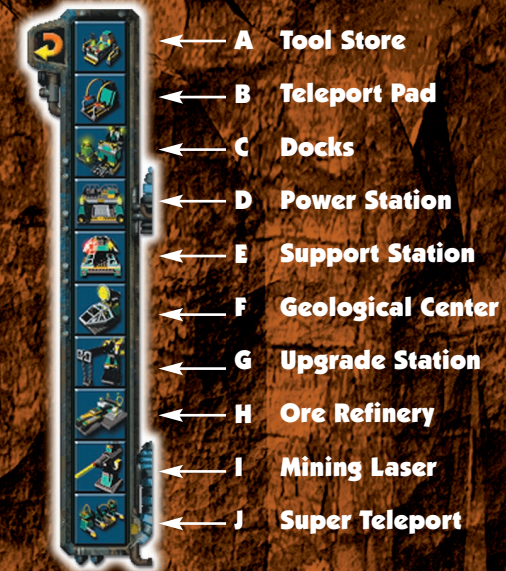 A Tool Store
B Teleport Pad
C Docks
D Power Station
E Support Station
F Geological Center
G Upgrade Station
H Ore Refinery
I Mining Laser
J Super Teleport